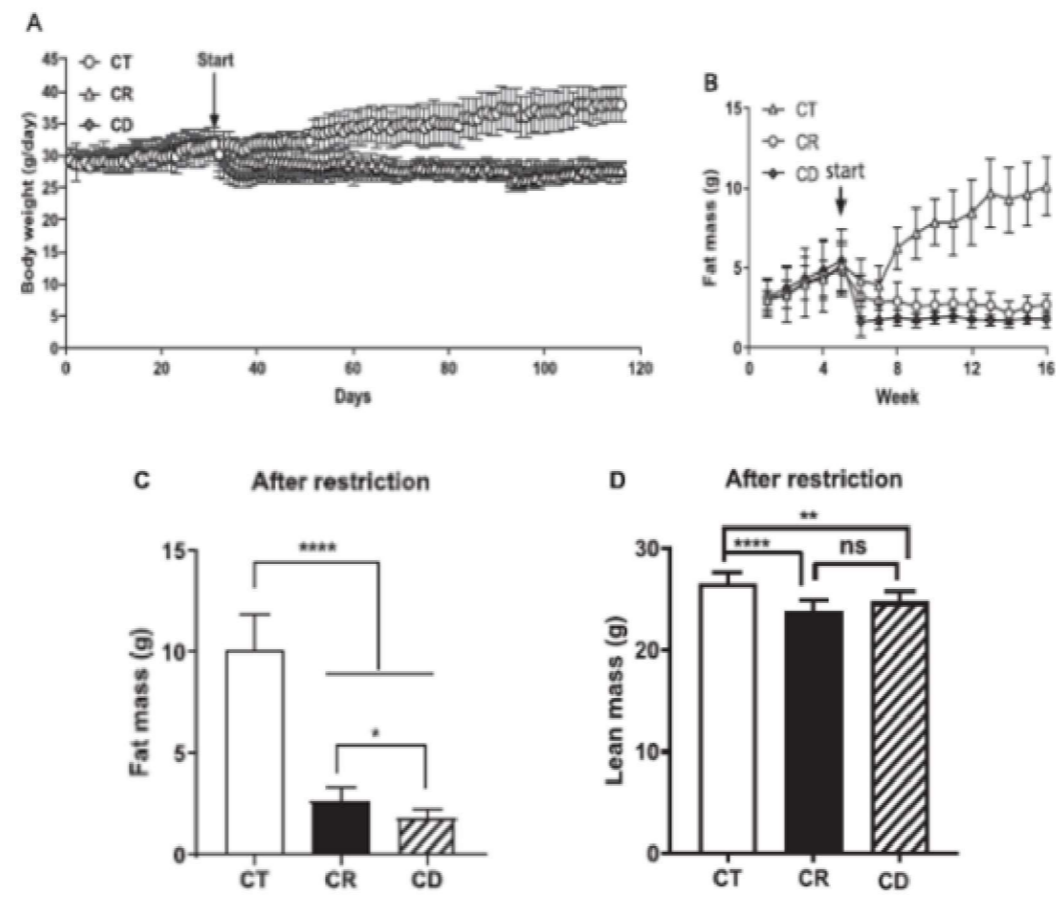 A
Body weight (g/day)
45
40
35
30
25
20
15
10
5
0
CT
CR
CD
Start
0 20 40 60 80 100 120
Days
B
Fat mass (g)
15
10
5
0
CT
CR
CD
start
0 4 8 12 16
Week
C
After restriction
Fat mass (g)
15
10
5
0
****
*
CT CR CD
D
After restriction
Lean mass (g)
30
20
10
0
**
****
ns
CT CR CD